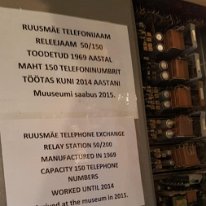 RUUSMÄE TELEFONIJAAM
RELEEJAAM 50/150
TOODETUD 1969 AASTAL
MAHT 150 TELEFONINUMBRIT
TÖÖTAS KUNI 2014 AASTANI
Muuseumi saabus 2015.
RUUSMÄE TELEPHONE EXCHANGE
RELAY STATION 50/200
MANUFACTURED IN 1969
CAPACITY 150 TELEPHONE
NUMBERS
WORKED UNTIL 2014
at the museum in 2015.